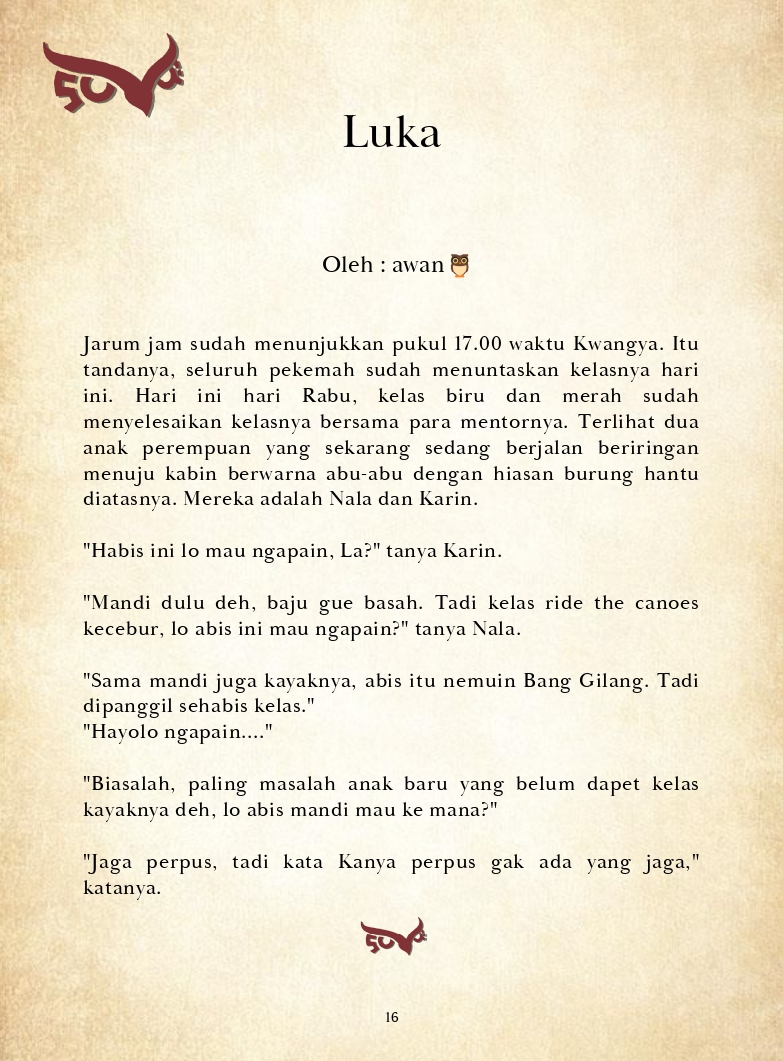 Luka
Oleh : awan
Jarum jam sudah menunjukkan pukul 17.00 waktu Kwangya. Itu
tandanya, seluruh pekemah sudah menuntaskan kelasnya hari
ini. Hari ini hari Rabu, kelas biru dan merah sudah
menyelesaikan kelasnya bersama para mentornya. Terlihat dua
anak perempuan yang sekarang sedang berjalan beriringan
menuju kabin berwarna abu-abu dengan hiasan burung hantu
diatasnya. Mereka adalah Nala dan Karin.
"Habis ini lo mau ngapain, La?" tanya Karin.
"Mandi dulu deh, baju gue basah. Tadi kelas ride the canoes
kecebur, lo abis ini mau ngapain?" tanya Nala.
"Sama mandi juga kayaknya, abis itu nemuin Bang Gilang. Tadi
dipanggil sehabis kelas."
"Hayolo ngapain...."
"Biasalah, paling masalah anak baru yang belum dapet kelas
kayaknya deh, lo abis mandi mau ke mana?"
"Jaga perpus, tadi kata Kanya perpus gak ada yang jaga,"
katanya.
16